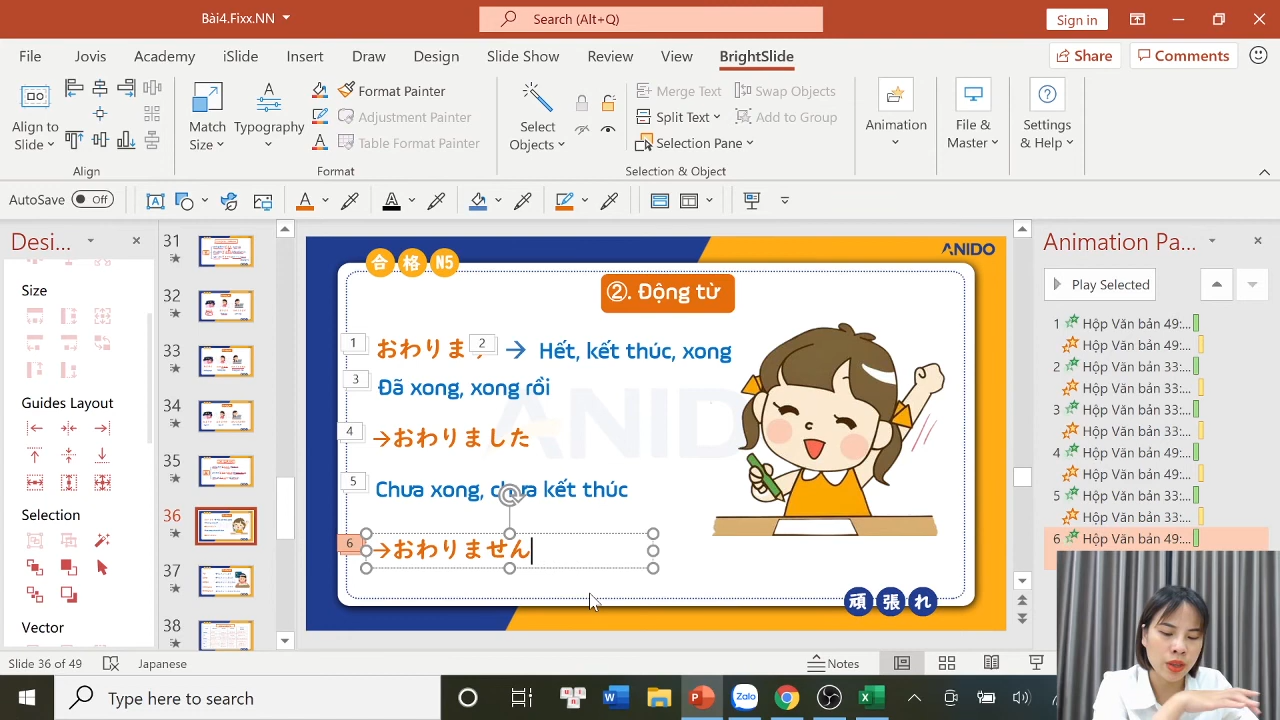 Bài4.Fixx.NN
Search (Alt+Q)
Sign in
File Jovis Academy iSlide Insert Draw Design Slide Show Review View BrightSlide
Share Comments
Align to Slide
Match Size
Typography
Format Painter
Adjustment Painter
Table Format Painter
Select Objects
Merge Text
Split Text
Selection Pane
Swap Objects
Add to Group
Animation
File & Master
Settings & Help
Align Format Selection & Object
AutoSave Off
Desi...
Size
Guides Layout
Selection
Vector
31
32
33
34
35
36
37
38
合 格 N5
ANIDO
②. Động từ
1 おわりま 2 → Hết, kết thúc, xong
3 Đã xong, xong rồi
4 →おわりました
5 Chưa xong, chưa kết thúc
6 →おわりません
頑 張 れ
Animation Pa...
Play Selected
1 Hộp Văn bản 49:...
Hộp Văn bản 49:...
2 Hộp Văn bản 33:...
Hộp Văn bản 33:...
3 Hộp Văn bản 33:...
Hộp Văn bản 33:...
4 Hộp Văn bản 49:...
Hộp Văn bản 49:...
5 Hộp Văn bản 33:...
Hộp Văn bản 33:...
6 Hộp Văn bản 49:...
Slide 36 of 49 Japanese Notes
Type here to search